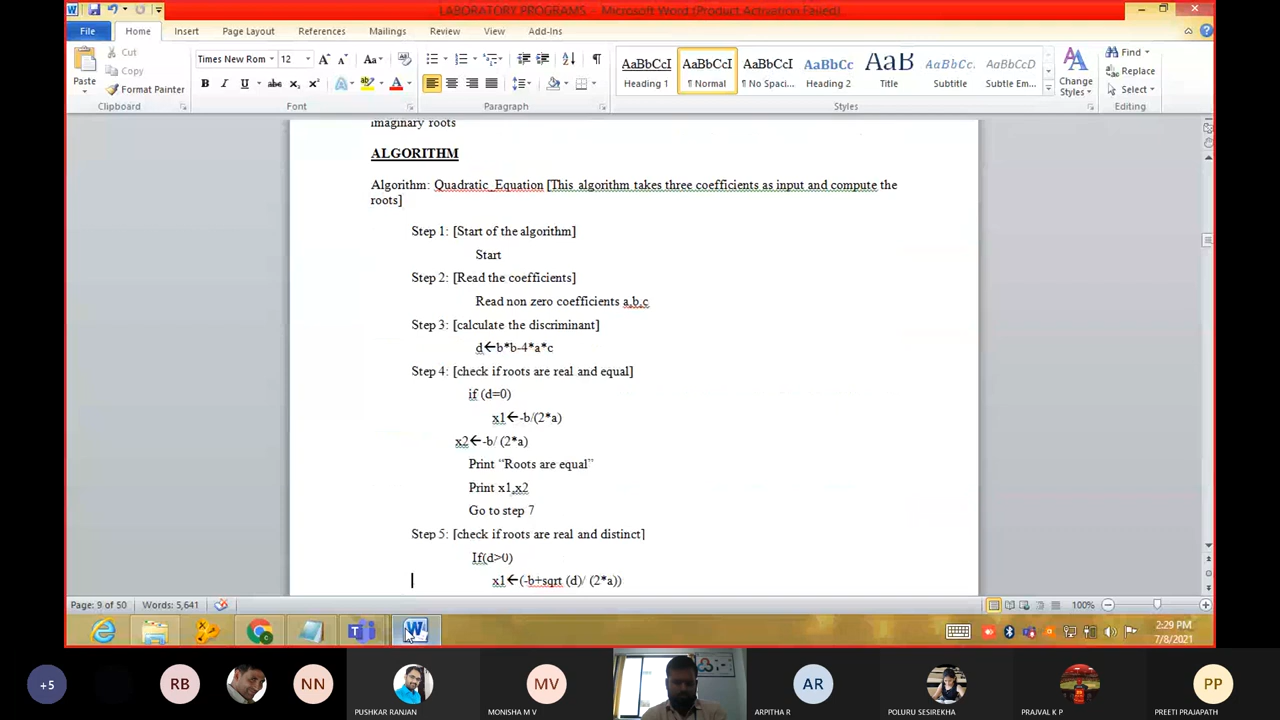 LABORATORY PROGRAMS - Microsoft Word (Product Activation Failed)
File Home Insert Page Layout References Mailings Review View Add-Ins
Cut
Copy
Format Painter
Paste
Clipboard
Times New Rom 12
Font
Paragraph
AaBbCcI AaBbCcI AaBbCcI AaBbCc AaB AaBbCc. AaBbCcD
Heading 1 ¶ Normal ¶ No Spaci... Heading 2 Title Subtitle Subtle Em...
Change
Styles
Styles
Find
Replace
Select
Editing
imaginary roots
ALGORITHM
Algorithm: Quadratic_Equation [This algorithm takes three coefficients as input and compute the
roots]
Step 1: [Start of the algorithm]
Start
Step 2: [Read the coefficients]
Read non zero coefficients a,b,c
Step 3: [calculate the discriminant]
d←b*b-4*a*c
Step 4: [check if roots are real and equal]
if (d=0)
x1←-b/(2*a)
x2←-b/ (2*a)
Print “Roots are equal”
Print x1,x2
Go to step 7
Step 5: [check if roots are real and distinct]
If(d>0)
x1←(-b+sqrt (d)/ (2*a))
Page: 9 of 50 Words: 5,641 100%
2:29 PM
7/8/2021
+5 RB NN MV AR PP
PUSHKAR RANJAN MONISHA M V ARPITHA R POLURU SESIREKHA PRAJVAL K P PREETI PRAJAPATH